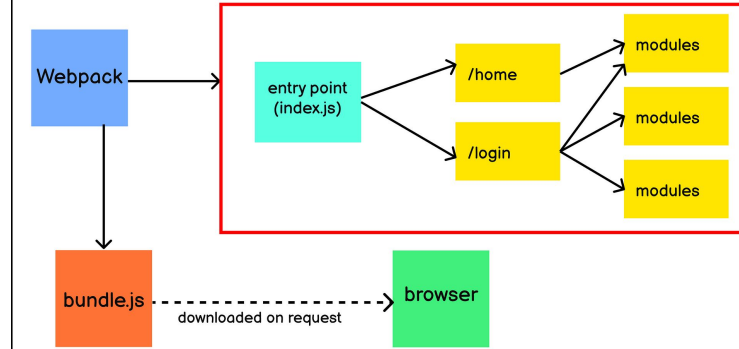 Webpack
entry point
(index.js)
/home
/login
modules
modules
modules
bundle.js
downloaded on request
browser